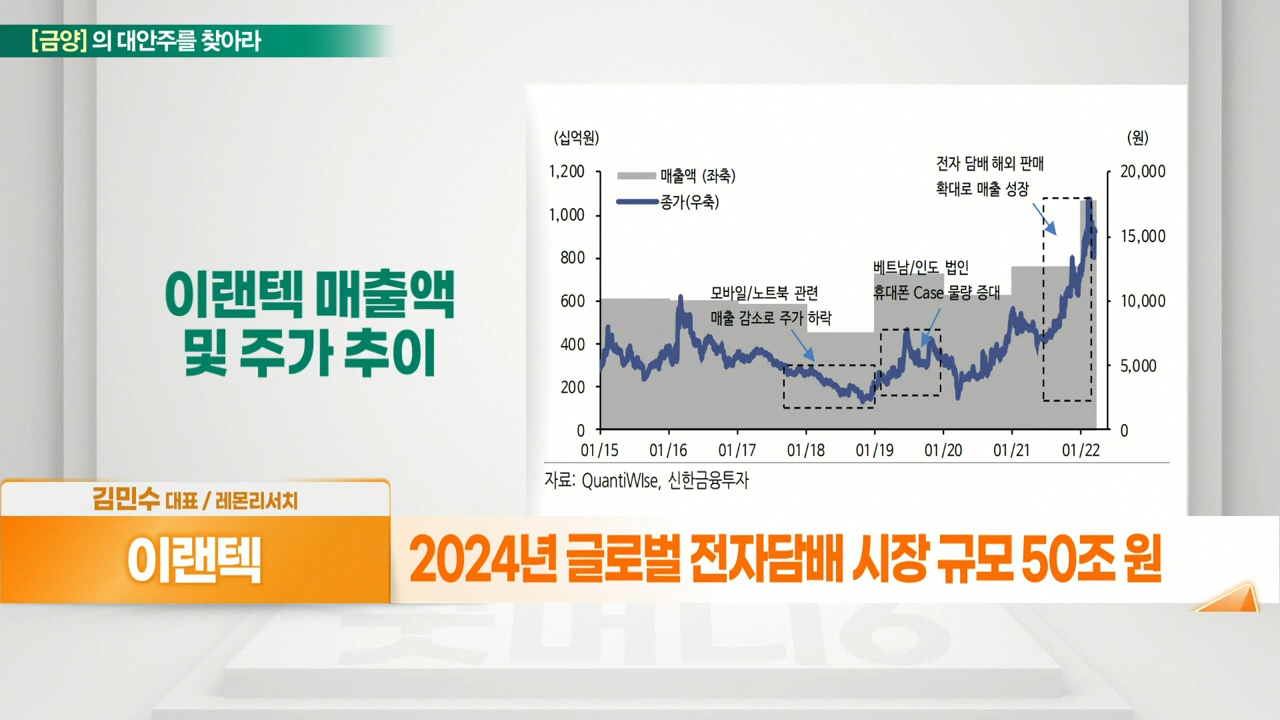 [금양]의 대안주를 찾아라
이랜텍 매출액
및 주가 추이
(십억원)
(원)
매출액 (좌축)
종가(우축)
전자 담배 해외 판매
확대로 매출 성장
베트남/인도 법인
휴대폰 Case 물량 증대
모바일/노트북 관련
매출 감소로 주가 하락
1,200
1,000
800
600
400
200
0
20,000
15,000
10,000
5,000
0
01/15 01/16 01/17 01/18 01/19 01/20 01/21 01/22
자료: QuantiWIse, 신한금융투자
김민수 대표 / 레몬리서치
이랜텍
2024년 글로벌 전자담배 시장 규모 50조 원